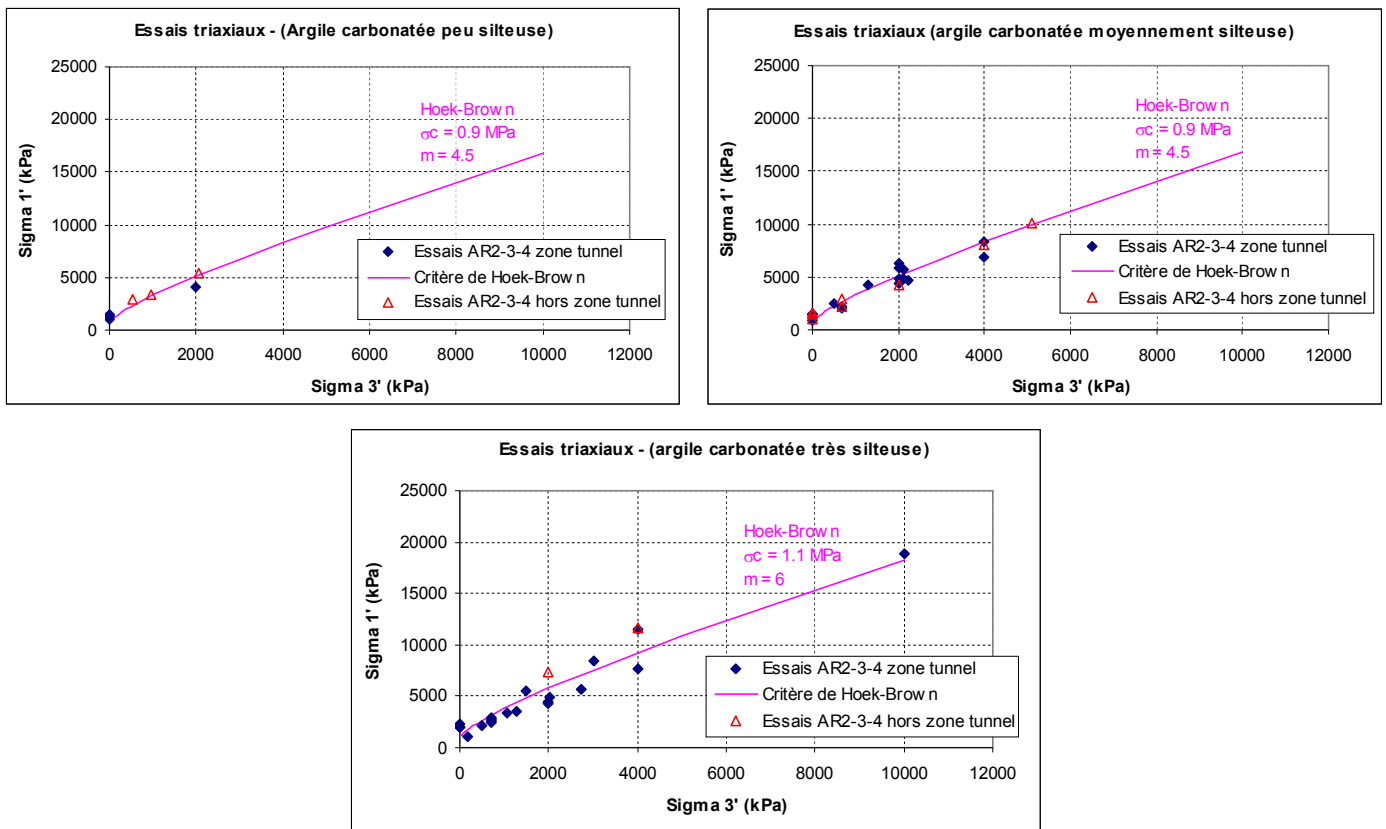 Essais triaxiaux - (Argile carbonatée peu silteuse)
25000
20000
15000
10000
5000
0
Sigma 1' (kPa)
Hoek-Brown
σc = 0.9 MPa
m = 4.5
Essais AR2-3-4 zone tunnel
Critère de Hoek-Brown
Essais AR2-3-4 hors zone tunnel
0 2000 4000 6000 8000 10000 12000
Sigma 3' (kPa)
Essais triaxiaux (argile carbonatée moyennement silteuse)
25000
20000
15000
10000
5000
0
Sigma 1' (kPa)
Hoek-Brown
σc = 0.9 MPa
m = 4.5
Essais AR2-3-4 zone tunnel
Critère de Hoek-Brown
Essais AR2-3-4 hors zone tunnel
0 2000 4000 6000 8000 10000 12000
Sigma 3' (kPa)
Essais triaxiaux - (argile carbonatée très silteuse)
25000
20000
15000
10000
5000
0
Sigma 1' (kPa)
Hoek-Brown
σc = 1.1 MPa
m = 6
Essais AR2-3-4 zone tunnel
Critère de Hoek-Brown
Essais AR2-3-4 hors zone tunnel
0 2000 4000 6000 8000 10000 12000
Sigma 3' (kPa)